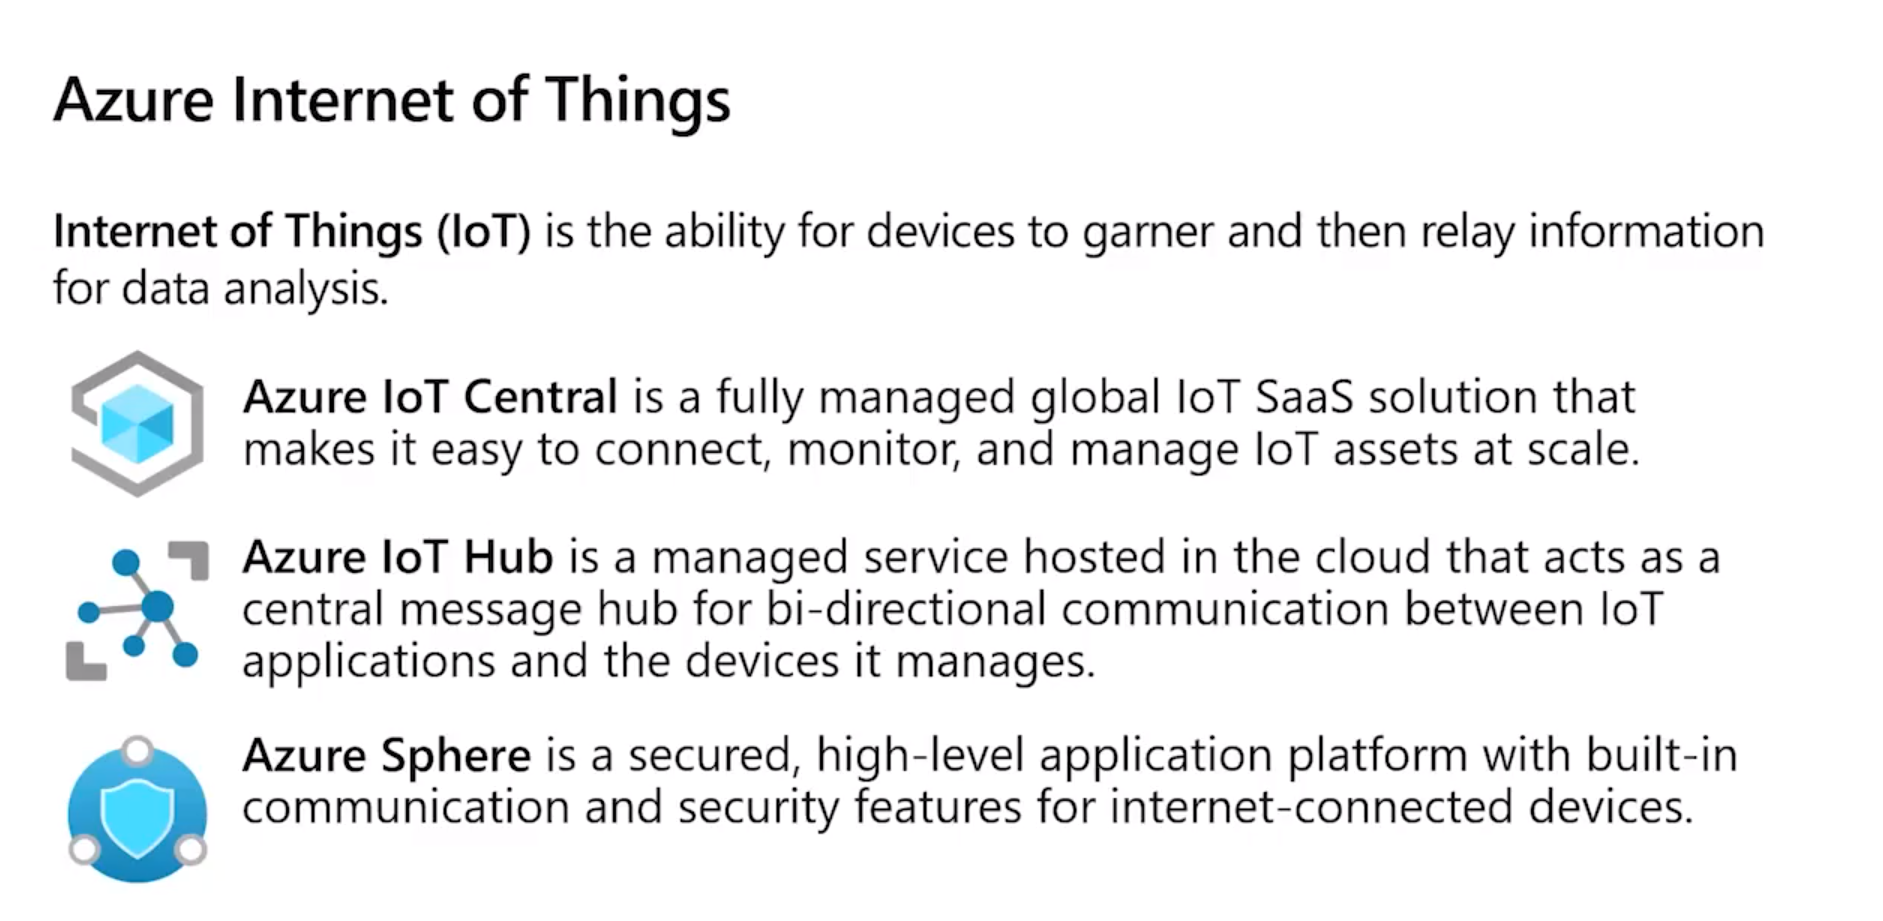 Azure Internet of Things
Internet of Things (IoT) is the ability for devices to garner and then relay information
for data analysis.
Azure IoT Central is a fully managed global IoT SaaS solution that
makes it easy to connect, monitor, and manage IoT assets at scale.
Azure IoT Hub is a managed service hosted in the cloud that acts as a
central message hub for bi-directional communication between IoT
applications and the devices it manages.
Azure Sphere is a secured, high-level application platform with built-in
communication and security features for internet-connected devices.